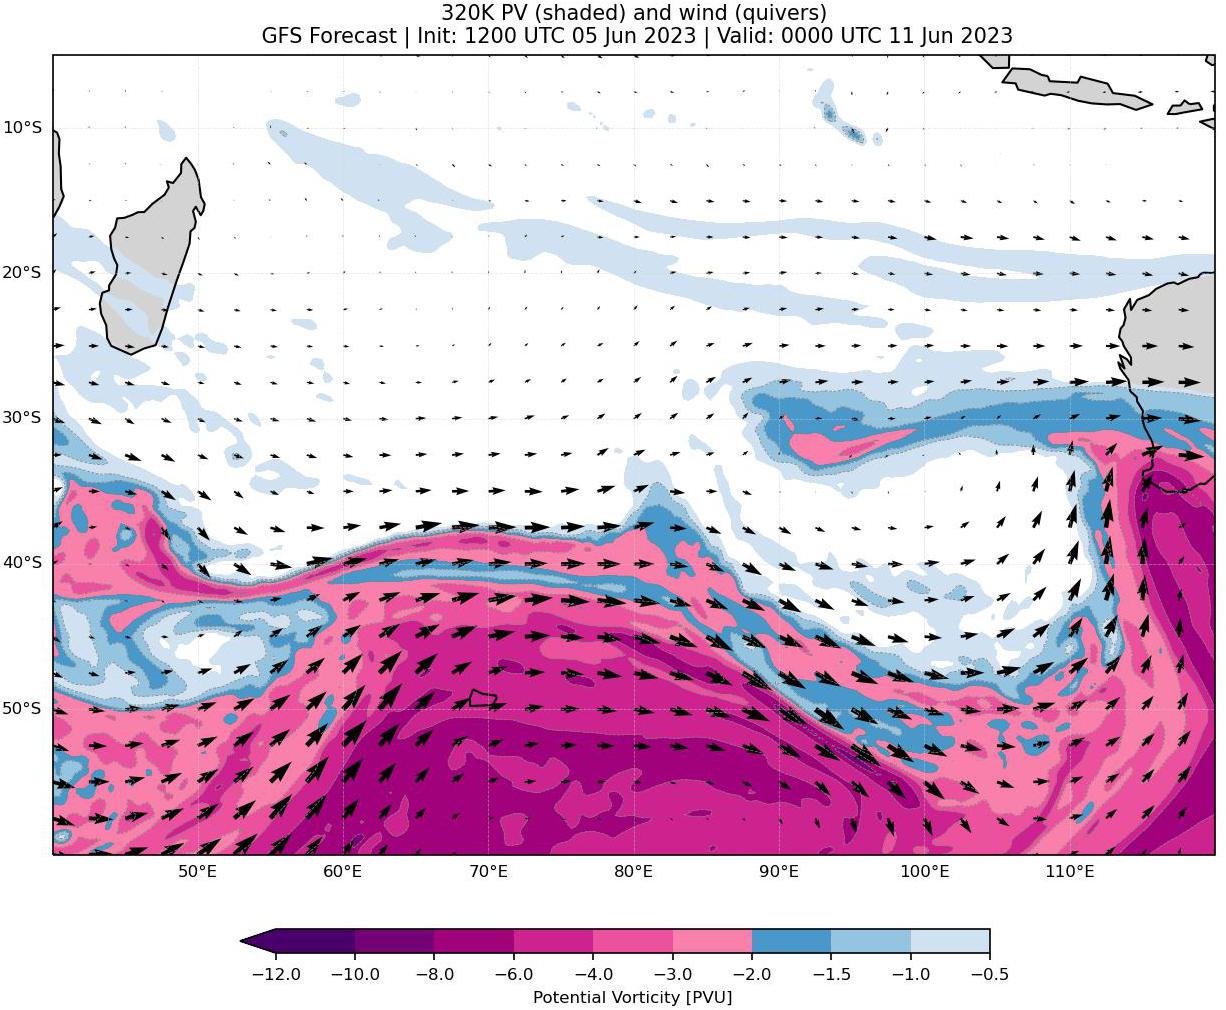 320K PV (shaded) and wind (quivers)
GFS Forecast | Init: 1200 UTC 05 Jun 2023 | Valid: 0000 UTC 11 Jun 2023
10°S
20°S
30°S
40°S
50°S
50°E 60°E 70°E 80°E 90°E 100°E 110°E
−12.0 −10.0 −8.0 −6.0 −4.0 −3.0 −2.0 −1.5 −1.0 −0.5
Potential Vorticity [PVU]